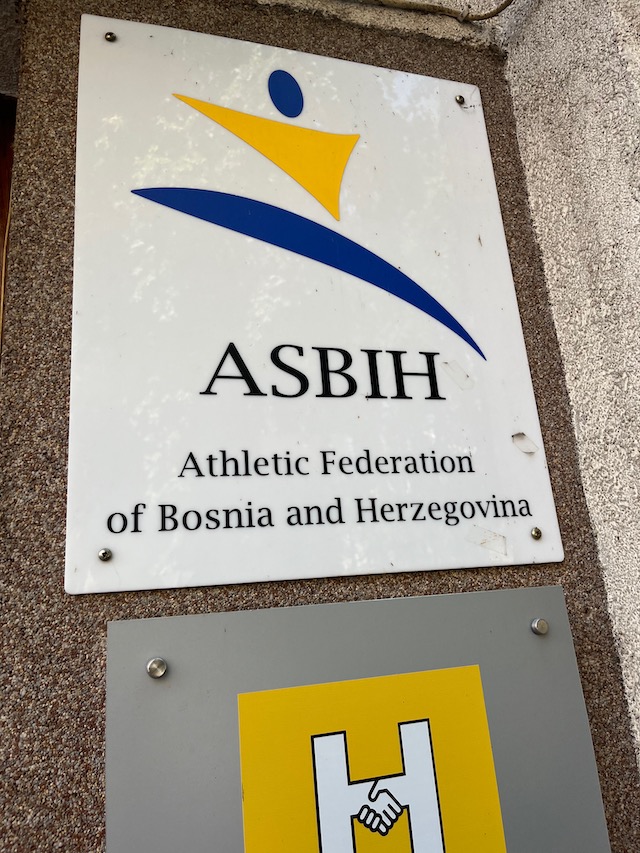 ASBIH
Athletic Federation
of Bosnia and Herzegovina
H